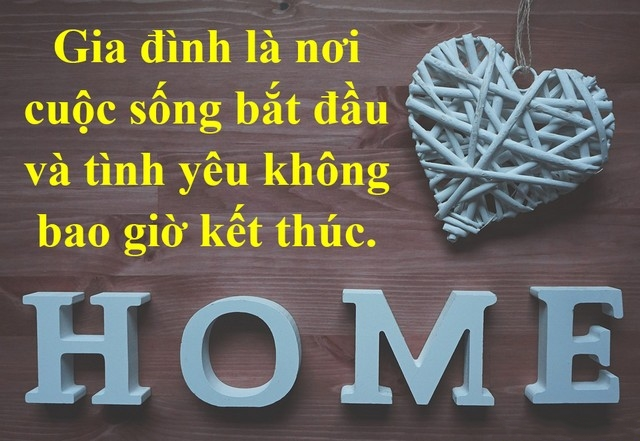 Gia đình là nơi
cuộc sống bắt đầu
và tình yêu không
bao giờ kết thúc.
HOME